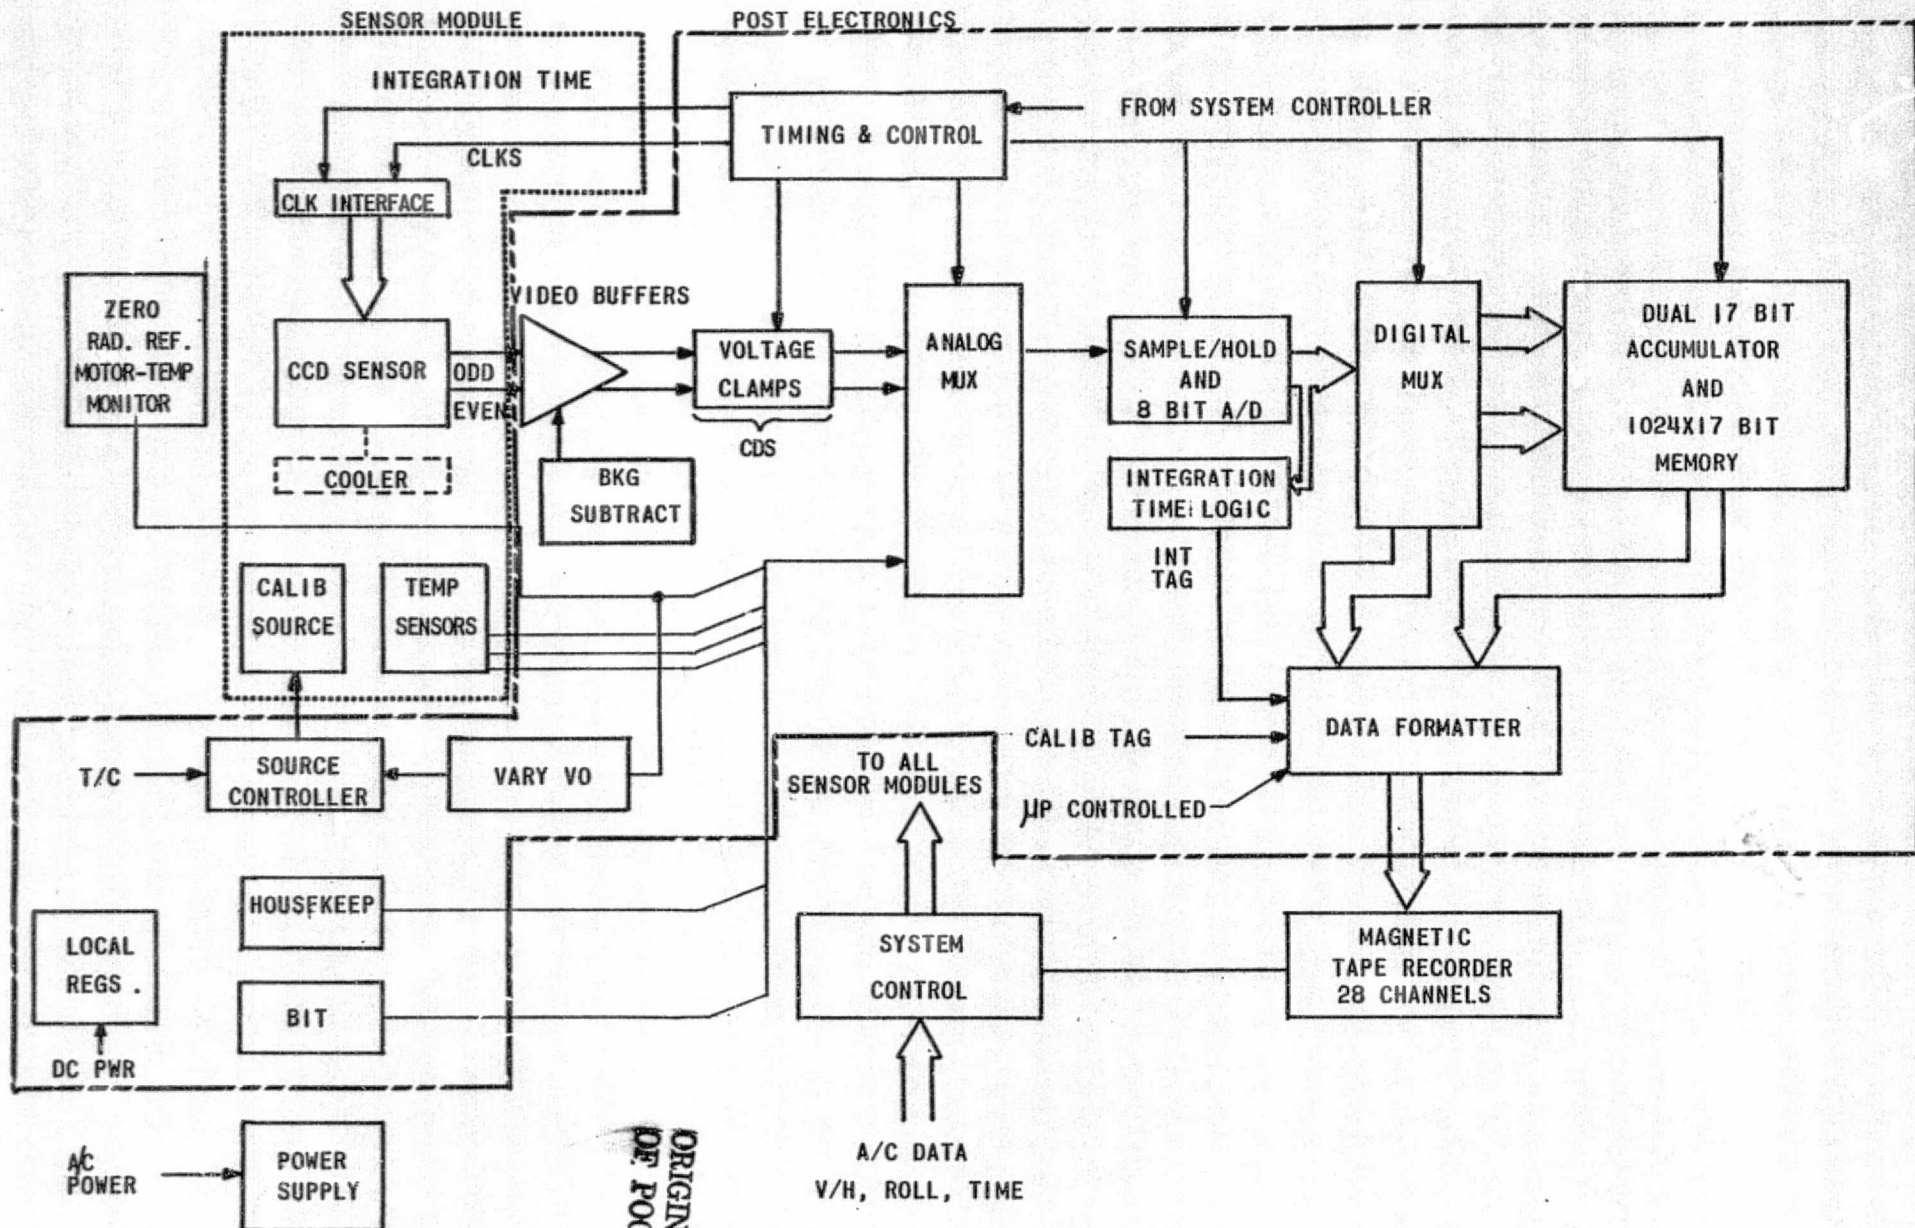 SENSOR MODULE
POST ELECTRONICS
INTEGRATION TIME
TIMING & CONTROL
FROM SYSTEM CONTROLLER
CLKS
CLK INTERFACE
ZERO
RAD. REF.
MOTOR-TEMP
MONITOR
CCD SENSOR
ODD
EVEN
COOLER
VIDEO BUFFERS
BKG
SUBTRACT
VOLTAGE
CLAMPS
CDS
ANALOG
MUX
SAMPLE/HOLD
AND
8 BIT A/D
INTEGRATION
TIME LOGIC
INT
TAG
DIGITAL
MUX
DUAL 17 BIT
ACCUMULATOR
AND
1024X17 BIT
MEMORY
CALIB
SOURCE
TEMP
SENSORS
T/C
SOURCE
CONTROLLER
VARY VO
TO ALL
SENSOR MODULES
CALIB TAG
μP CONTROLLED
DATA FORMATTER
HOUSEKEEP
LOCAL
REGS.
BIT
DC PWR
SYSTEM
CONTROL
MAGNETIC
TAPE RECORDER
28 CHANNELS
A/C
POWER
POWER
SUPPLY
A/C DATA
V/H, ROLL, TIME